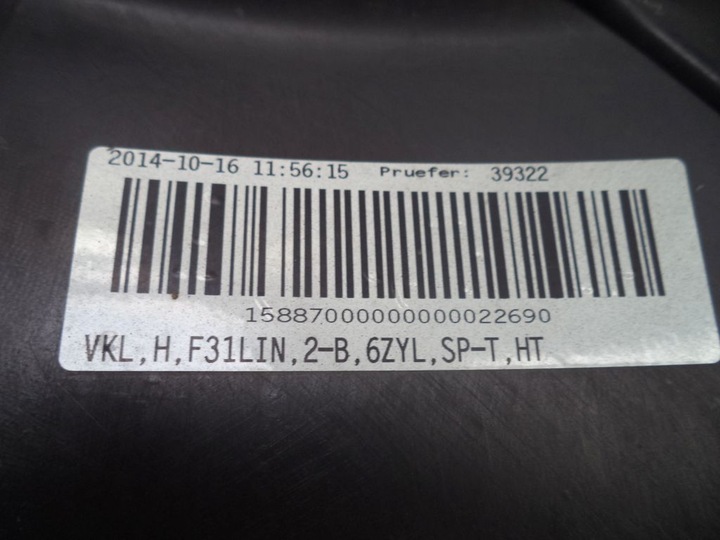 2014-10-16 11:56:15 Pruefer: 39322
15887000000000022690
VKL,H,F31LIN,2-B,6ZYL,SP-T,HT